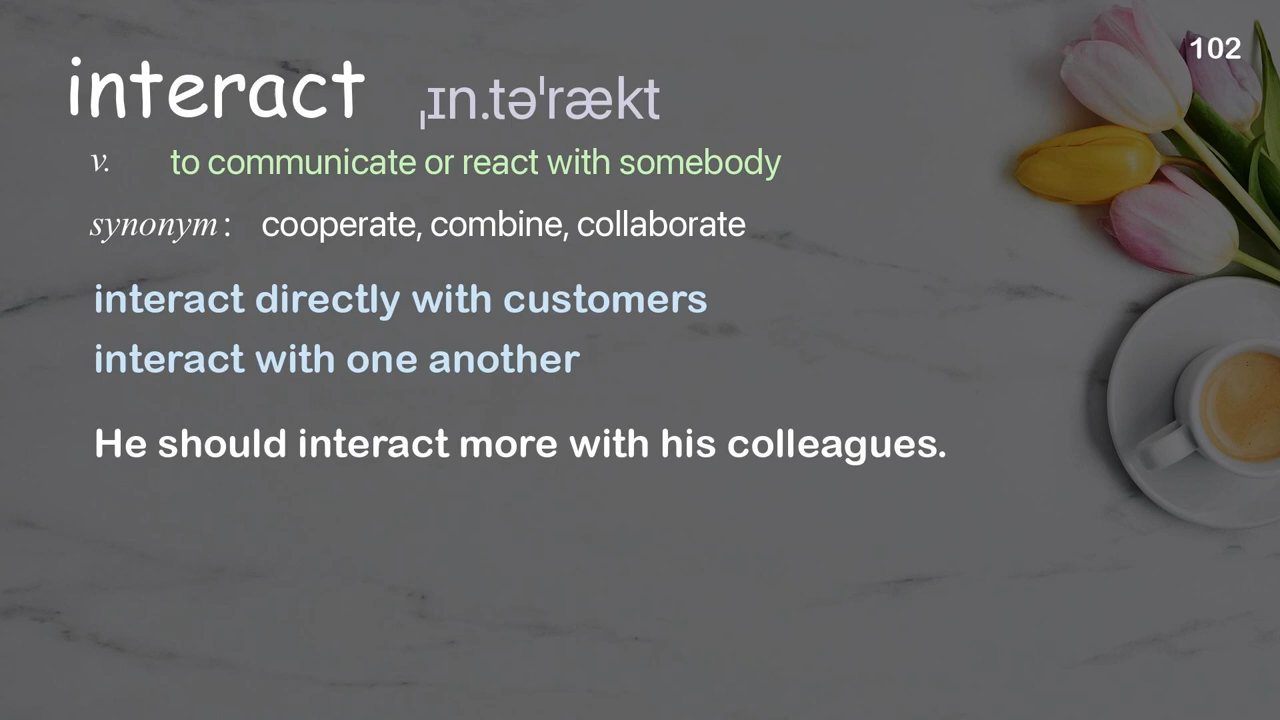 102
interact ˌɪn.təˈrækt
v. to communicate or react with somebody
synonym: cooperate, combine, collaborate
interact directly with customers
interact with one another
He should interact more with his colleagues.